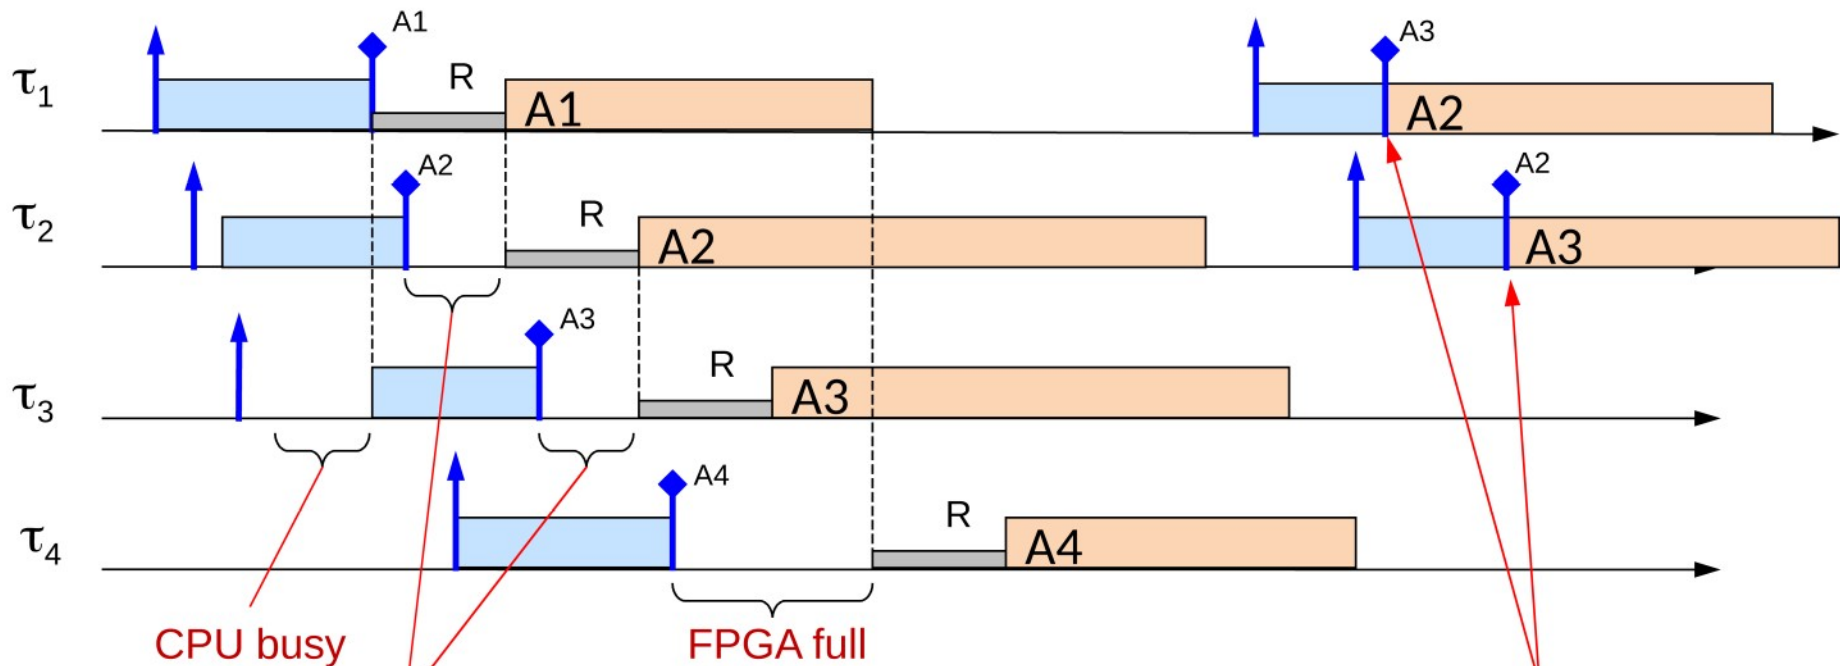 A1
A3
τ1
R
A1
A2
A2
A2
τ2
R
A2
A3
A3
τ3
R
A3
A4
τ4
R
A4
CPU busy
FPGA full